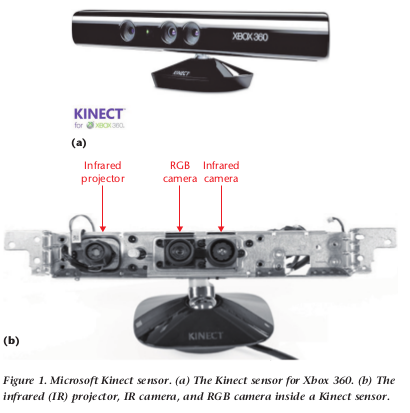 XBOX 360
KINECT
KINECT™
for XBOX 360.
(a)
Infrared
projector
RGB
camera
Infrared
camera
KINECT
(b)
Figure 1. Microsoft Kinect sensor. (a) The Kinect sensor for Xbox 360. (b) The
infrared (IR) projector, IR camera, and RGB camera inside a Kinect sensor.